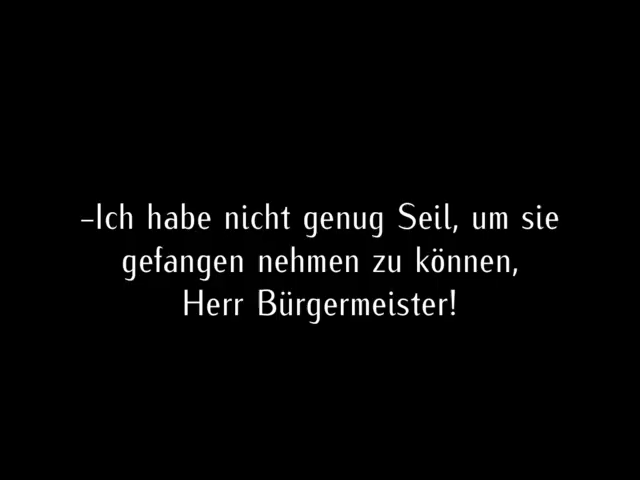 –Ich habe nicht genug Seil, um sie
gefangen nehmen zu können,
Herr Bürgermeister!